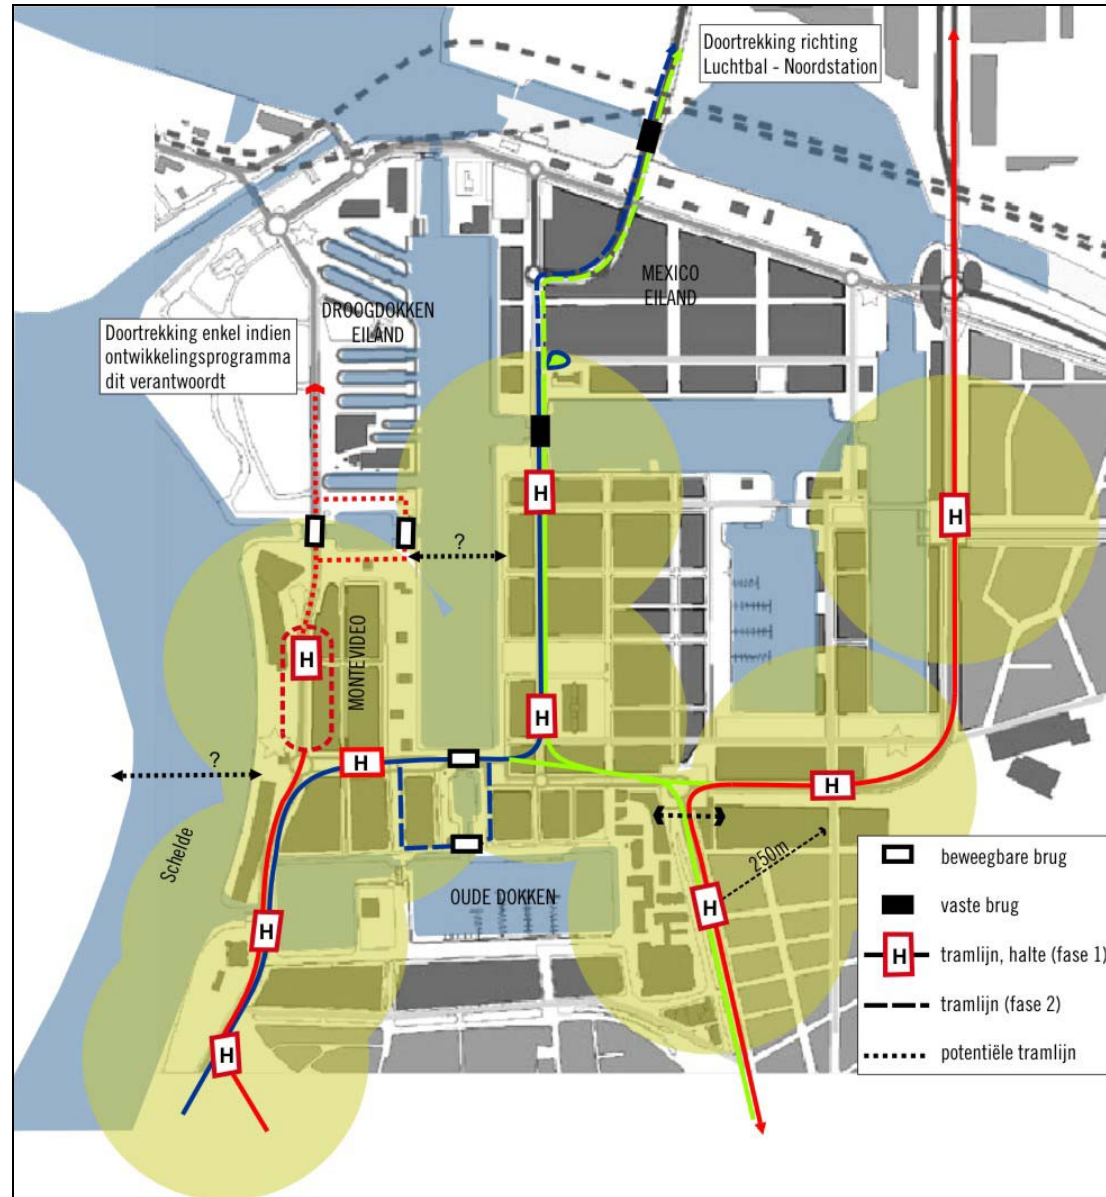 Doortrekking richting
Luchtbal - Noordstation
MEXICO
EILAND
DROOGDOKKEN
EILAND
Doortrekking enkel indien
ontwikkelingsprogramma
dit verantwoordt
H
H
?
H
MONTEVIDEO
H
H
?
H
Schelde
250m
H
OUDE DOKKEN
H
H
beweegbare brug
vaste brug
H
tramlijn, halte (fase 1)
tramlijn (fase 2)
potentiële tramlijn